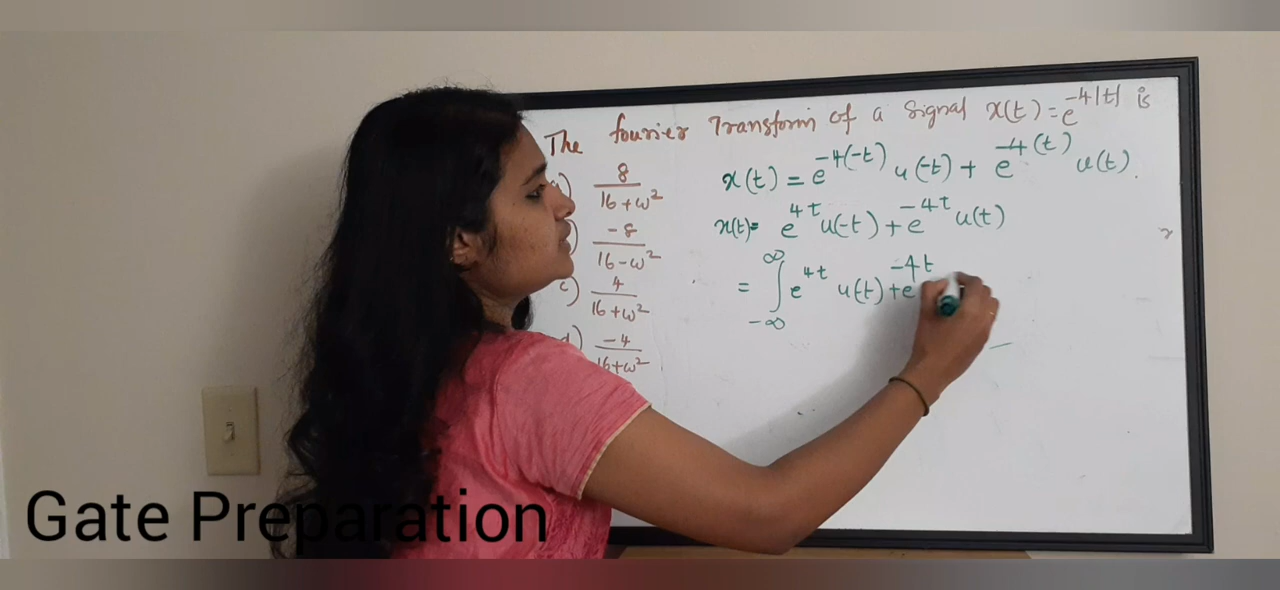 The fourier Transform of a signal x(t) = e^{-4|t|} is
a) 8 / 16+ω²
) -8 / 16-ω²
c) 4 / 16+ω²
d) -4 / 16+ω²
x(t) = e^{-4(-t)} u(-t) + e^{-4(t)} u(t).
x(t)= e^{4t} u(-t) + e^{-4t} u(t)
= ∫_{-∞}^{∞} e^{4t} u(-t) + e^{-4t}
Gate Preparation